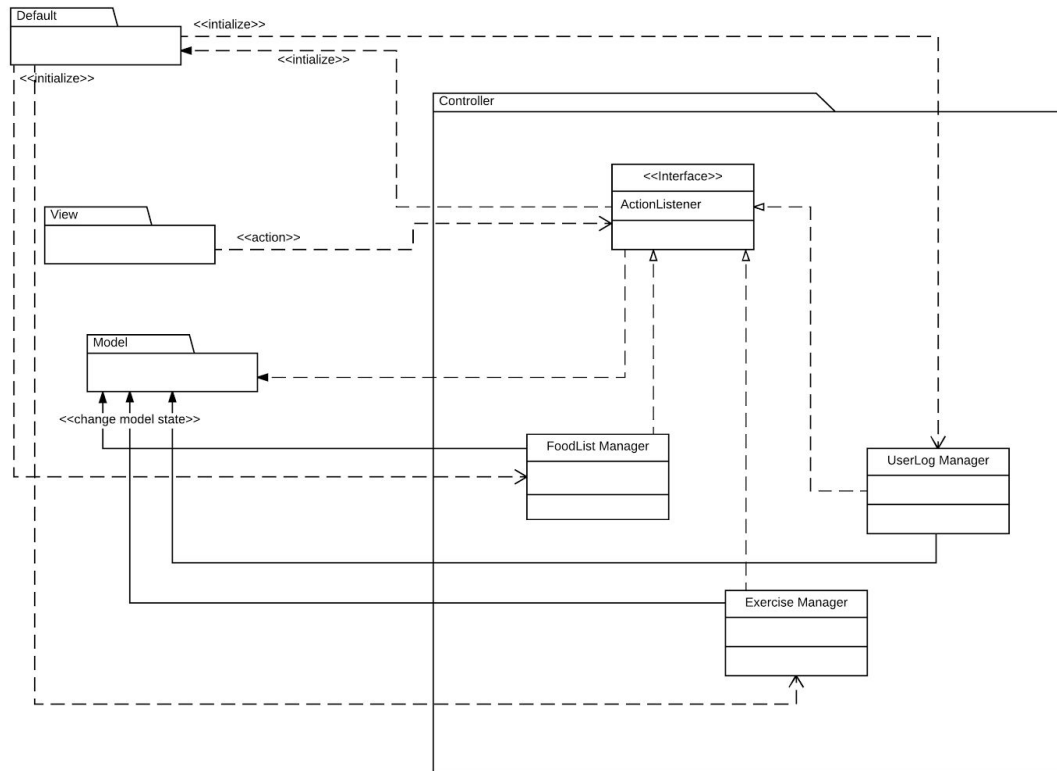 Default
<<intialize>>
<<intialize>>
<<initialize>>
Controller
<<Interface>>
ActionListener
View
<<action>>
Model
<<change model state>>
FoodList Manager
UserLog Manager
Exercise Manager